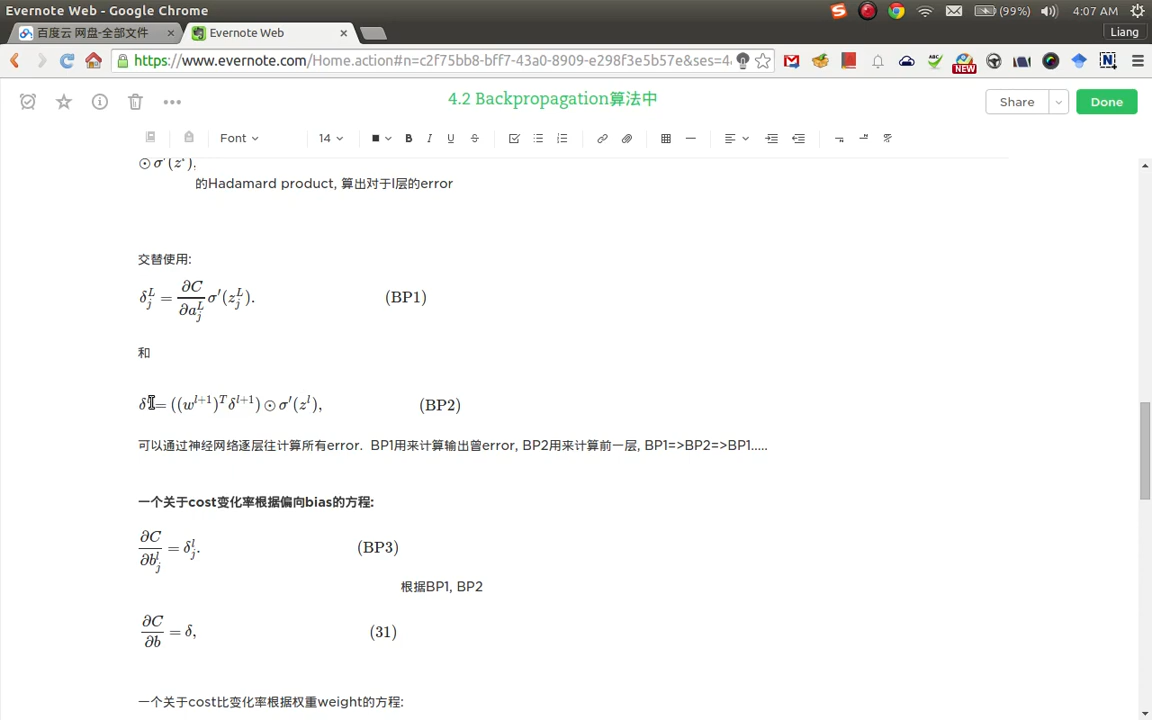 Evernote Web - Google Chrome
(99%)
4:07 AM
百度云 网盘-全部文件
Evernote Web
Liang
https://www.evernote.com/Home.action#n=c2f75bb8-bff7-43a0-8909-e298f3e5b57e&ses=4
NEW
4.2 Backpropagation算法中
Share
Done
Font
14
B I U S
⊙ σ′(z
的Hadamard product, 算出对于l层的error
交替使用:
δ_j^L = ∂C/∂a_j^L σ′(z_j^L). (BP1)
和
δ = ((w^{l+1})^T δ^{l+1}) ⊙ σ′(z^l), (BP2)
可以通过神经网络逐层往计算所有error. BP1用来计算输出曾error, BP2用来计算前一层, BP1=>BP2=>BP1.....
一个关于cost变化率根据偏向bias的方程:
∂C/∂b_j^l = δ_j^l. (BP3)
根据BP1, BP2
∂C/∂b = δ, (31)
一个关于cost比变化率根据权重weight的方程: